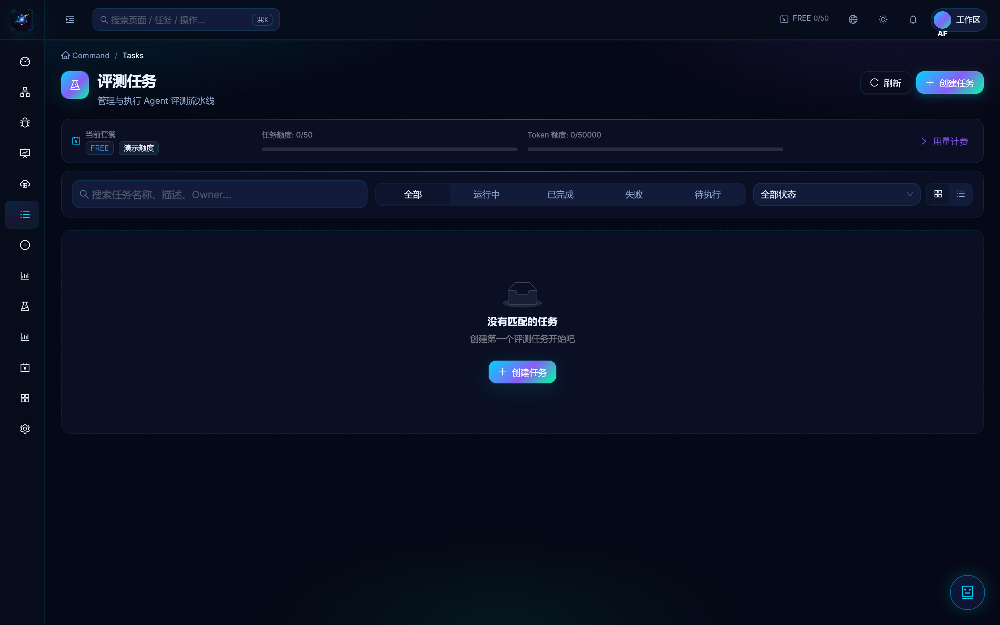 搜索页面 / 任务 / 操作...
⌘K
FREE 0/50
AF
工作区
Command / Tasks
评测任务
管理与执行 Agent 评测流水线
刷新
创建任务
当前套餐
FREE
演示额度
任务额度: 0/50
Token 额度: 0/50000
用量计费
搜索任务名称、描述、Owner...
全部
运行中
已完成
失败
待执行
全部状态
没有匹配的任务
创建第一个评测任务开始吧
创建任务